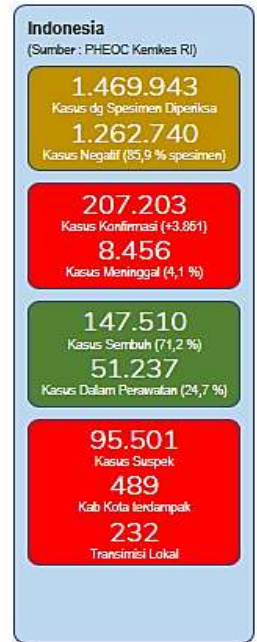 Indonesia
(Sumber : PHEOC Kemkes RI)
1.469.943
Kasus dg Spesimen Diperiksa
1.262.740
Kasus Negatif (85,9 % spesimen)
207.203
Kasus Konfirmasi (+3.861)
8.456
Kasus Meninggal (4,1 %)
147.510
Kasus Sembuh (71,2 %)
51.237
Kasus Dalam Perawatan (24,7 %)
95.501
Kasus Suspek
489
Kab Kota terdampak
232
Transimisi Lokal